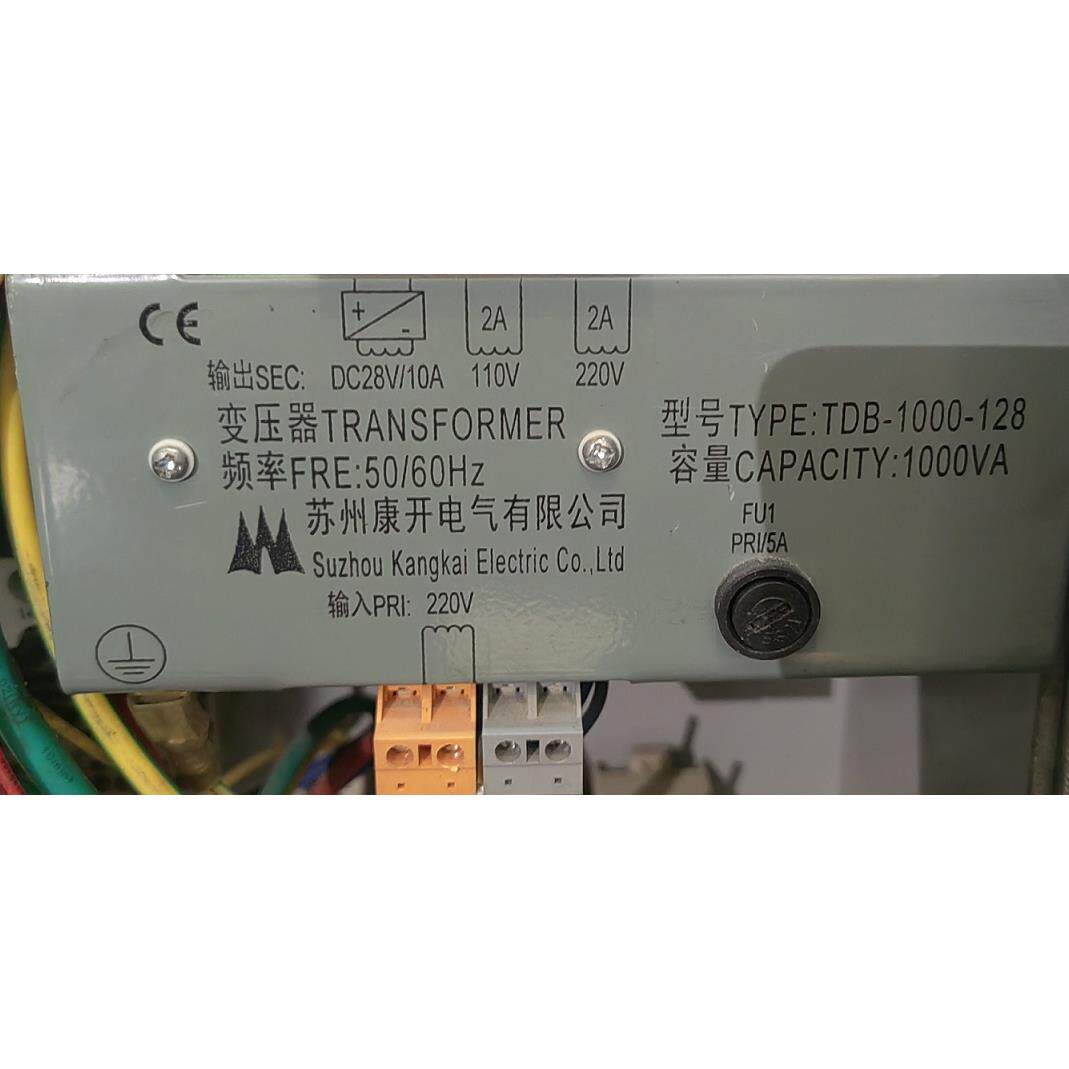 CE
+ -
2A
2A
输出SEC: DC28V/10A 110V 220V
变压器TRANSFORMER
型号TYPE:TDB-1000-128
频率FRE:50/60Hz
容量CAPACITY:1000VA
苏州康开电气有限公司
Suzhou Kangkai Electric Co.,Ltd
FU1
PRI/5A
输入PRI: 220V